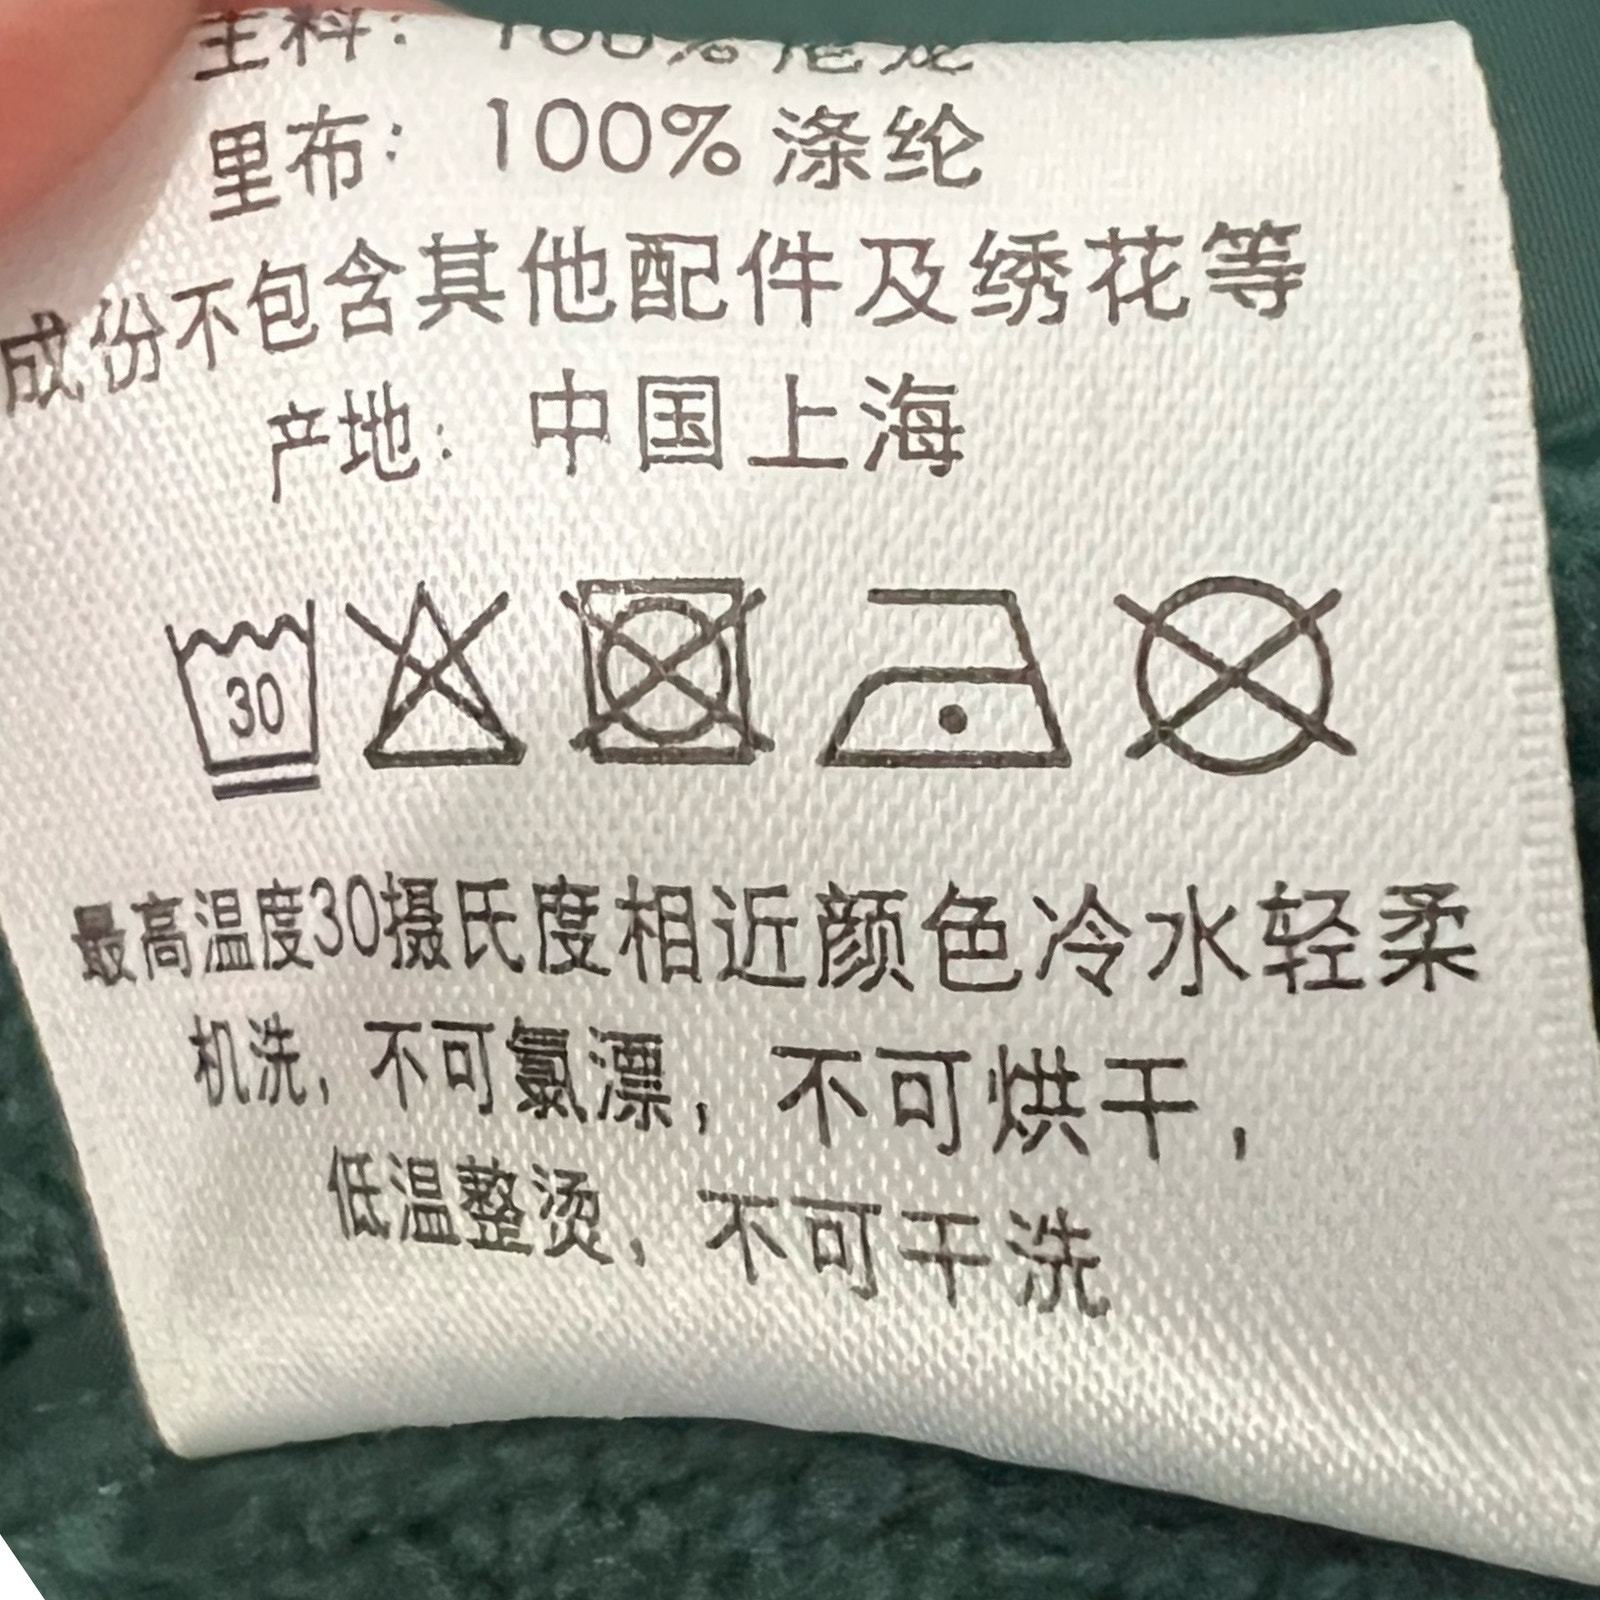 主料： 100%
里布： 100% 涤纶
成份不包含其他配件及绣花等
产地： 中国上海
30
最高温度30摄氏度相近颜色冷水轻柔
机洗，不可氯漂，不可烘干，
低温整烫，不可干洗